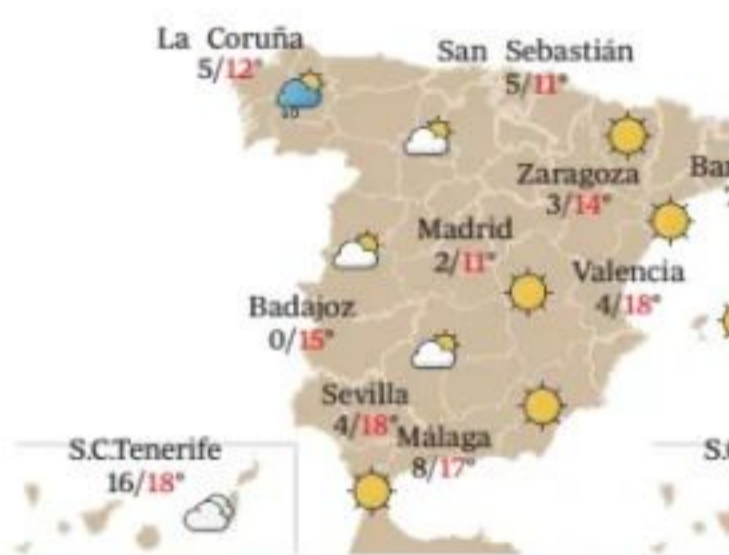 La Coruña
5/12°
San Sebastián
5/11°
Zaragoza
3/14°
Madrid
2/11°
Valencia
4/18°
Badajoz
0/15°
Sevilla
4/18°
Málaga
8/17°
S.C.Tenerife
16/18°